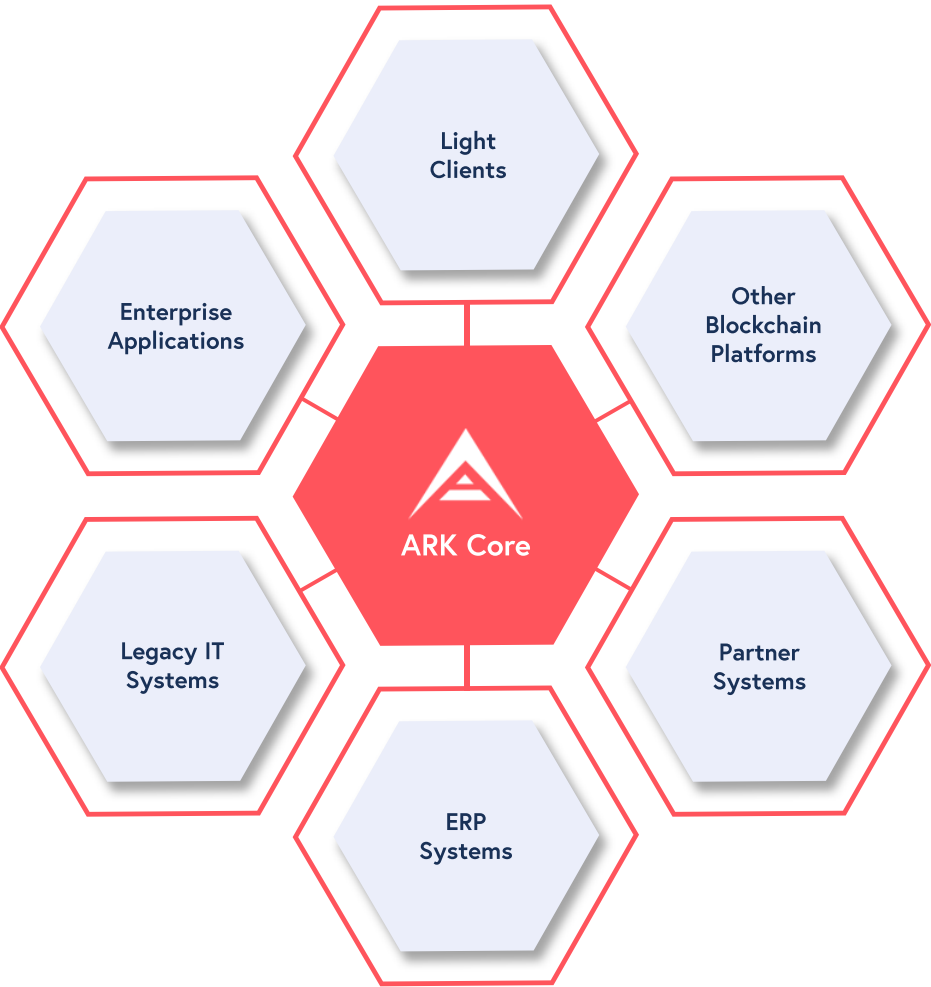 Light
Clients
Enterprise
Applications
Other
Blockchain
Platforms
ARK Core
Legacy IT
Systems
Partner
Systems
ERP
Systems